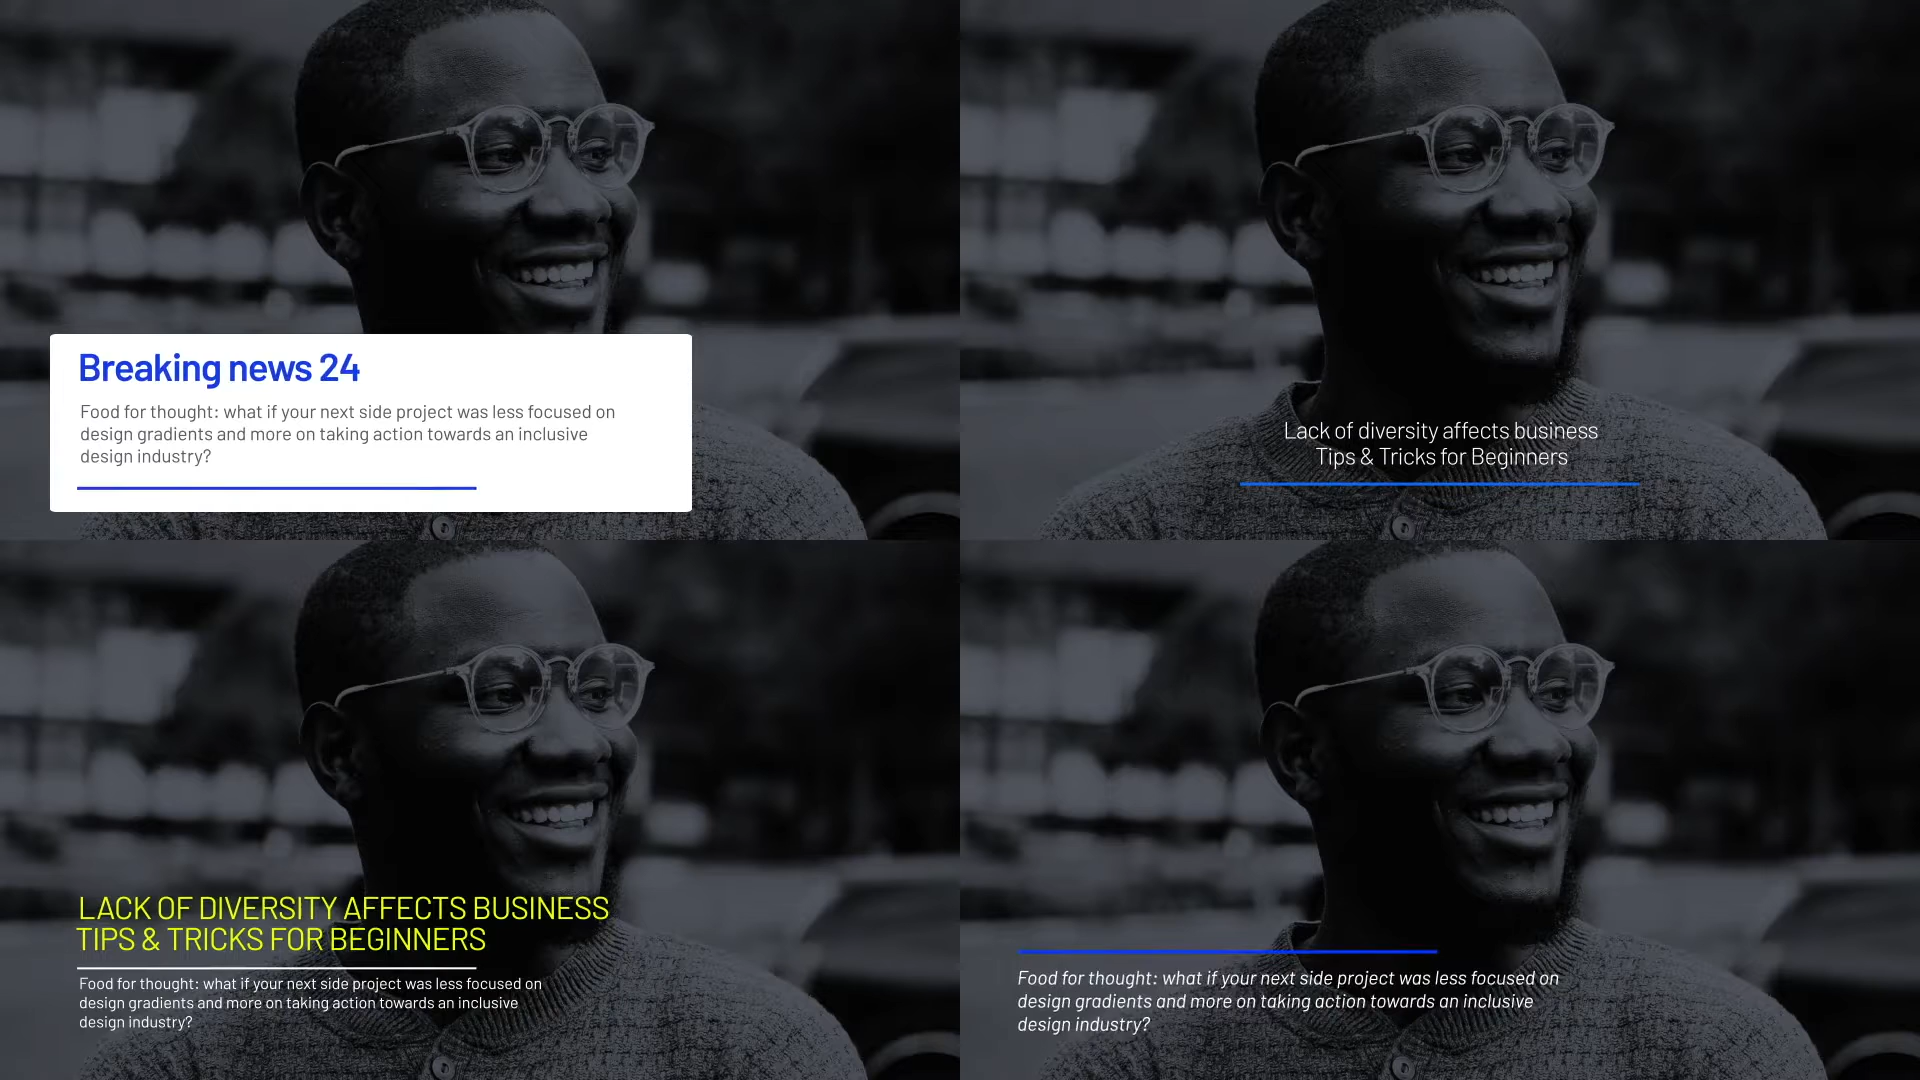 Breaking news 24
Food for thought: what if your next side project was less focused on
design gradients and more on taking action towards an inclusive
design industry?
Lack of diversity affects business
Tips & Tricks for Beginners
LACK OF DIVERSITY AFFECTS BUSINESS
TIPS & TRICKS FOR BEGINNERS
Food for thought: what if your next side project was less focused on
design gradients and more on taking action towards an inclusive
design industry?
Food for thought: what if your next side project was less focused on
design gradients and more on taking action towards an inclusive
design industry?